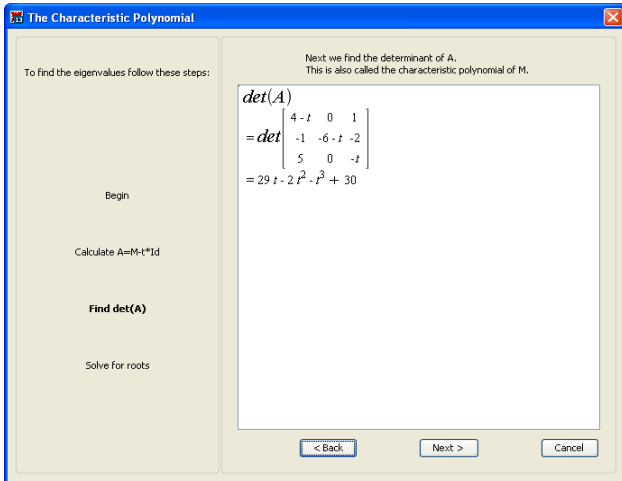 The Characteristic Polynomial
To find the eigenvalues follow these steps:
Begin
Calculate A=M-t*Id
Find det(A)
Solve for roots
Next we find the determinant of A.
This is also called the characteristic polynomial of M.
det(A)
= det [ 4 - t 0 1
-1 -6 - t -2
5 0 -t ]
= 29 t - 2 t² - t³ + 30
< Back Next > Cancel